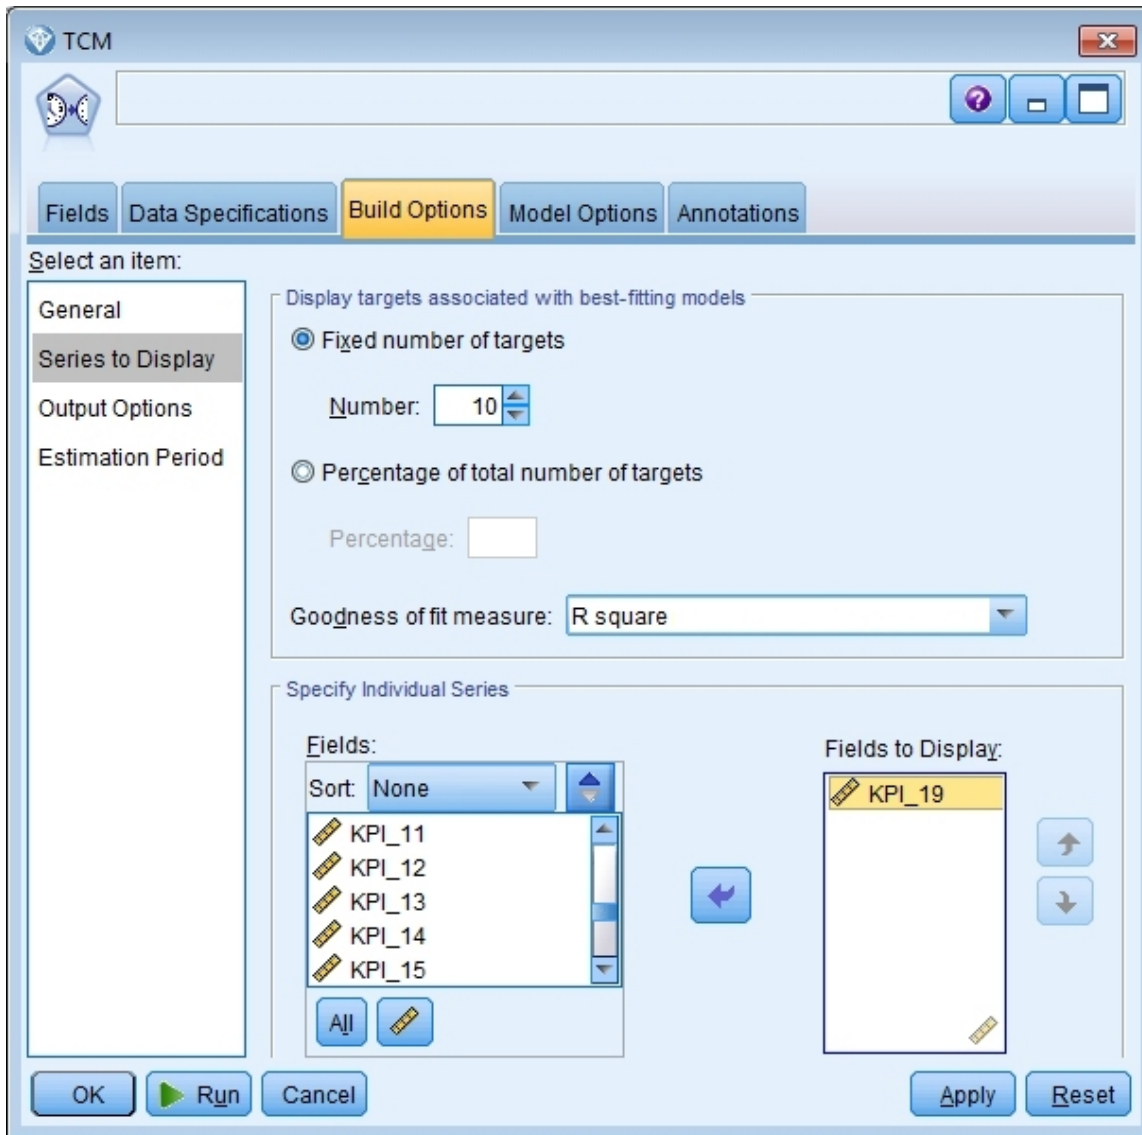 TCM
Fields Data Specifications Build Options Model Options Annotations
Select an item:
General
Series to Display
Output Options
Estimation Period
Display targets associated with best-fitting models
Fixed number of targets
Number: 10
Percentage of total number of targets
Percentage:
Goodness of fit measure: R square
Specify Individual Series
Fields:
Sort: None
KPI_11
KPI_12
KPI_13
KPI_14
KPI_15
All
Fields to Display:
KPI_19
OK Run Cancel Apply Reset